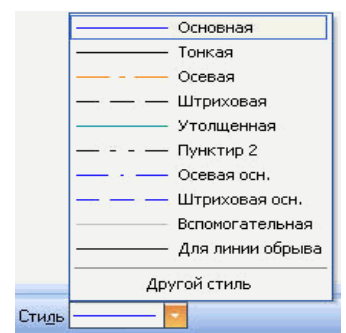 Основная
Тонкая
Осевая
Штриховая
Утолщенная
Пунктир 2
Осевая осн.
Штриховая осн.
Вспомогательная
Для линии обрыва
Другой стиль
Стиль